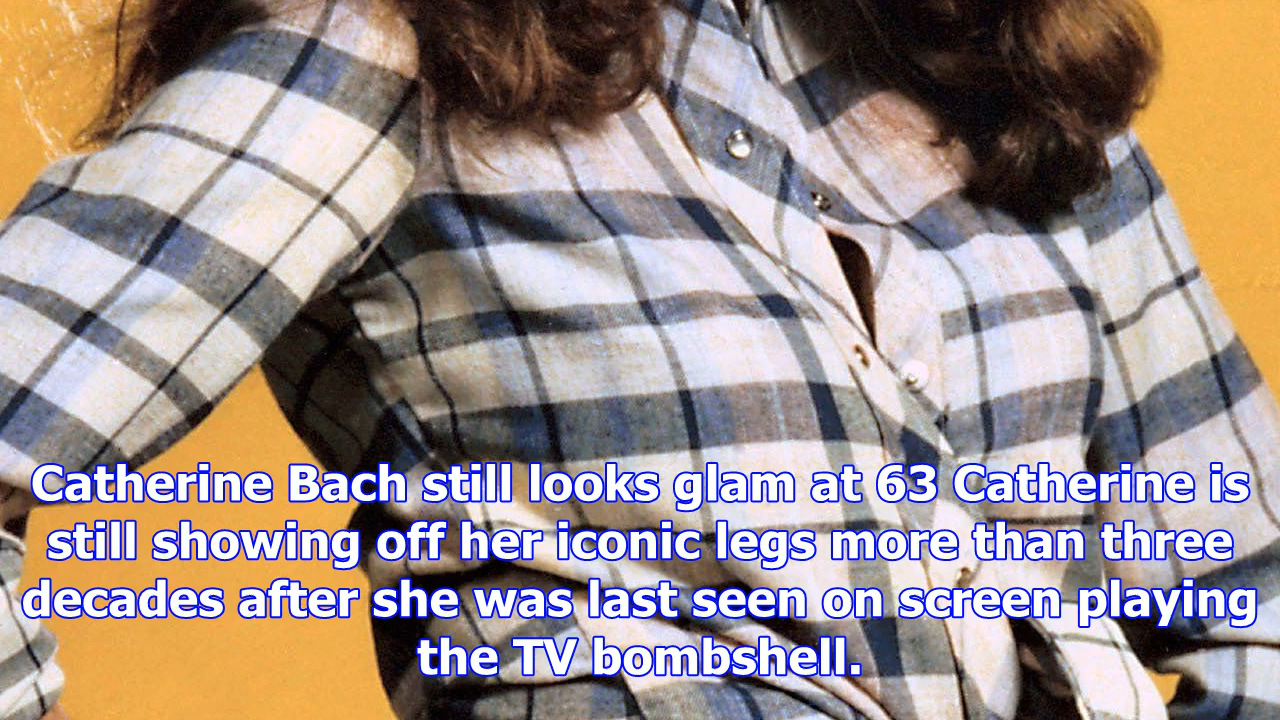 Catherine Bach still looks glam at 63 Catherine is
still showing off her iconic legs more than three
decades after she was last seen on screen playing
the TV bombshell.